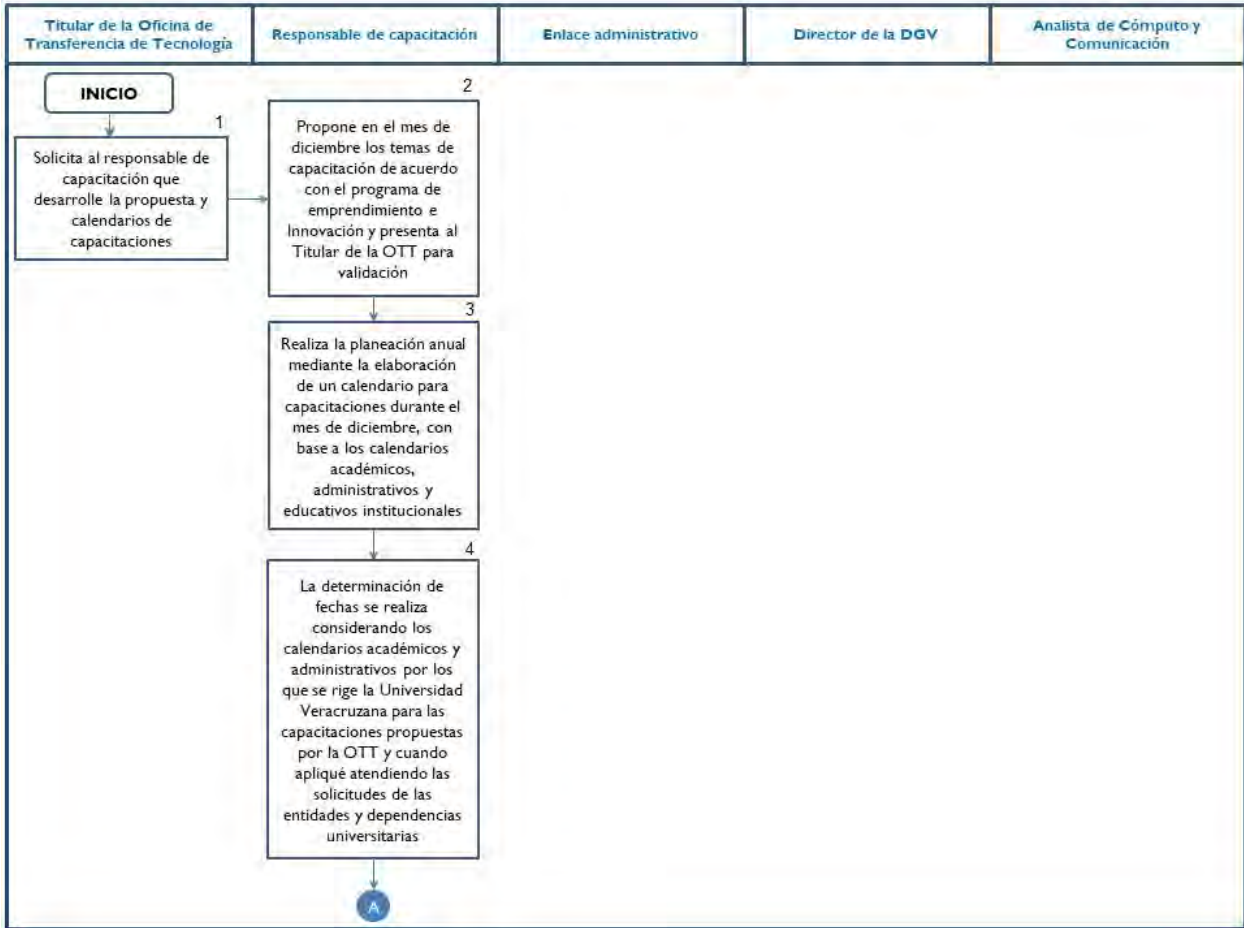 Titular de la Oficina de
Transferencia de Tecnología
Responsable de capacitación
Enlace administrativo
Director de la DGV
Analista de Cómputo y
Comunicación
INICIO
1
Solicita al responsable de
capacitación que
desarrolle la propuesta y
calendarios de
capacitaciones
2
Propone en el mes de
diciembre los temas de
capacitación de acuerdo
con el programa de
emprendimiento e
Innovación y presenta al
Titular de la OTT para
validación
3
Realiza la planeación anual
mediante la elaboración
de un calendario para
capacitaciones durante el
mes de diciembre, con
base a los calendarios
académicos,
administrativos y
educativos institucionales
4
La determinación de
fechas se realiza
considerando los
calendarios académicos y
administrativos por los
que se rige la Universidad
Veracruzana para las
capacitaciones propuestas
por la OTT y cuando
apliqué atendiendo las
solicitudes de las
entidades y dependencias
universitarias
A